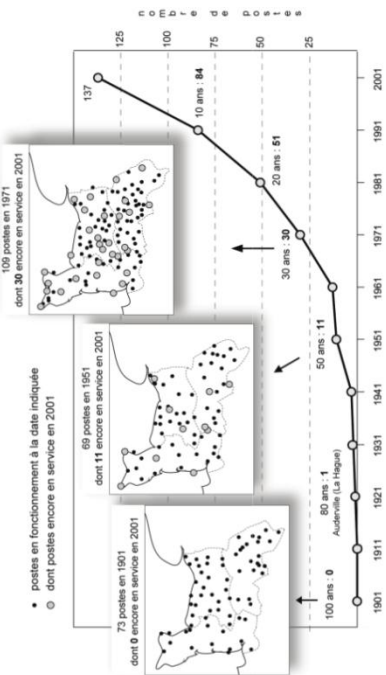 ● postes en fonctionnement à la date indiquée
dont postes encore en service en 2001
73 postes en 1901
dont 0 encore en service en 2001
69 postes en 1951
dont 11 encore en service en 2001
109 postes en 1971
dont 30 encore en service en 2001
nombre de postes
125
100
75
50
25
137
10 ans : 84
20 ans : 51
30 ans : 30
50 ans : 11
80 ans : 1
Auderville (La Hague)
100 ans : 0
1901
1911
1921
1931
1941
1951
1961
1971
1981
1991
2001